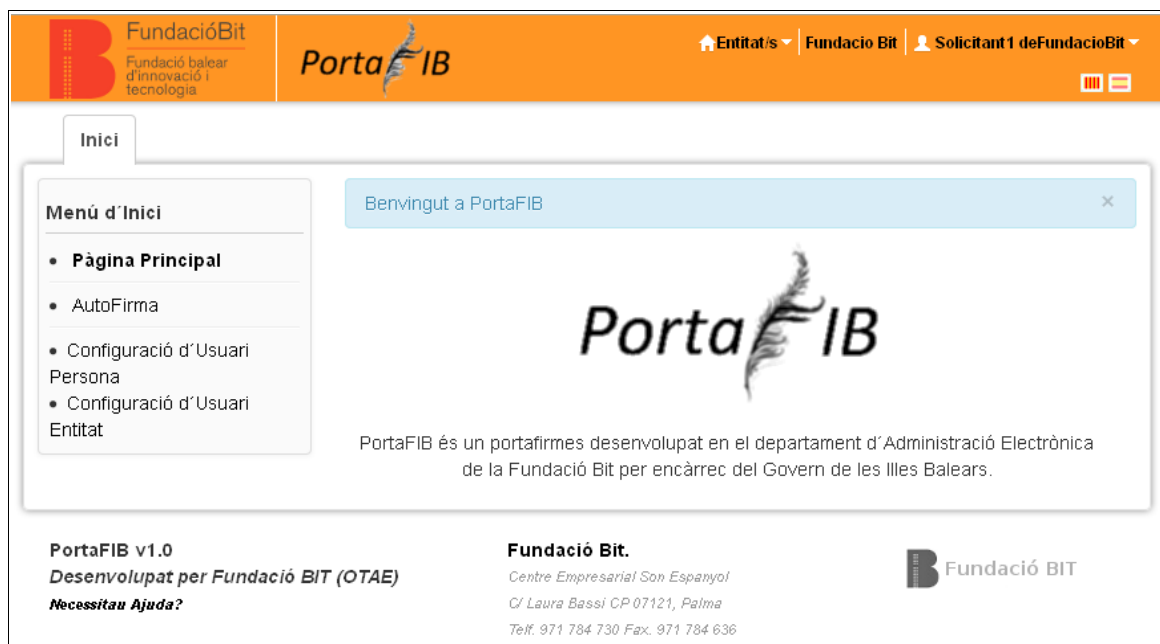 FundacióBit
Fundació balear
d'innovació i
tecnologia
PortaFIB
Entitat/s
Fundacio Bit
Solicitant1 deFundacioBit
Inici
Menú d´Inici
Pàgina Principal
AutoFirma
Configuració d´Usuari
Persona
Configuració d´Usuari
Entitat
Benvingut a PortaFIB
×
PortaFIB
PortaFIB és un portafirmes desenvolupat en el departament d´Administració Electrònica
de la Fundació Bit per encàrrec del Govern de les Illes Balears.
PortaFIB v1.0
Desenvolupat per Fundació BIT (OTAE)
Necessitau Ajuda?
Fundació Bit.
Centre Empresarial Son Espanyol
C/ Laura Bassi CP 07121, Palma
Telf. 971 784 730 Fax. 971 784 636
Fundació BIT